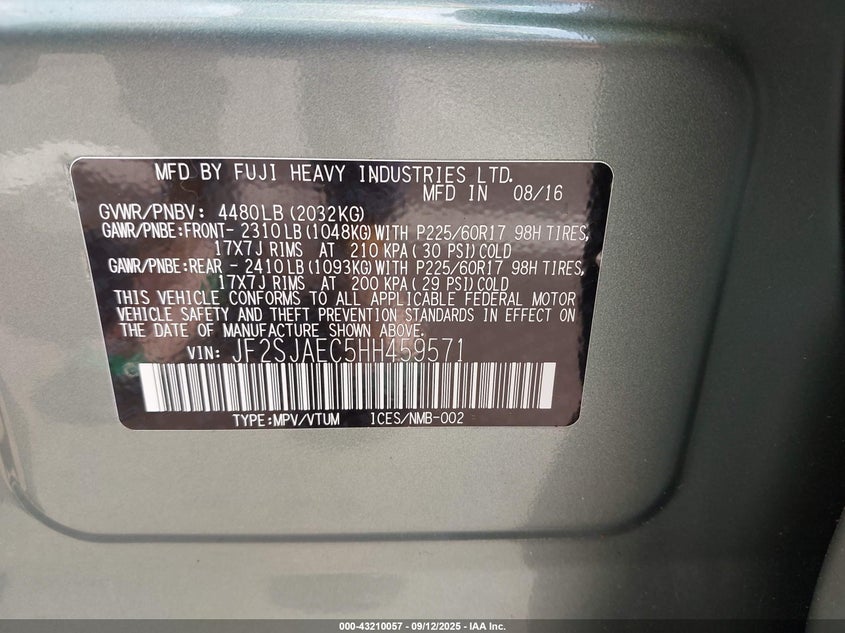 MFD BY FUJI HEAVY INDUSTRIES LTD.
MFD IN 08/16
GVWR/PNBV: 4480LB(2032KG)
GAWR/PNBE:FRONT- 2310LB(1048KG)WITH P225/60R17 98H TIRES,
17X7J RIMS AT 210 KPA( 30 PSI)COLD
GAWR/PNBE:REAR - 2410LB(1093KG)WITH P225/60R17 98H TIRES,
17X7J RIMS AT 200 KPA( 29 PSI)COLD
THIS VEHICLE CONFORMS TO ALL APPLICABLE FEDERAL MOTOR
VEHICLE SAFETY AND THEFT PREVENTION STANDARDS IN EFFECT ON
THE DATE OF MANUFACTURE SHOWN ABOVE.
VIN: JF2SJAEC5HH459571
TYPE:MPV/VTUM ICES/NMB-002
000-43210057 - 09/12/2025 - IAA Inc.